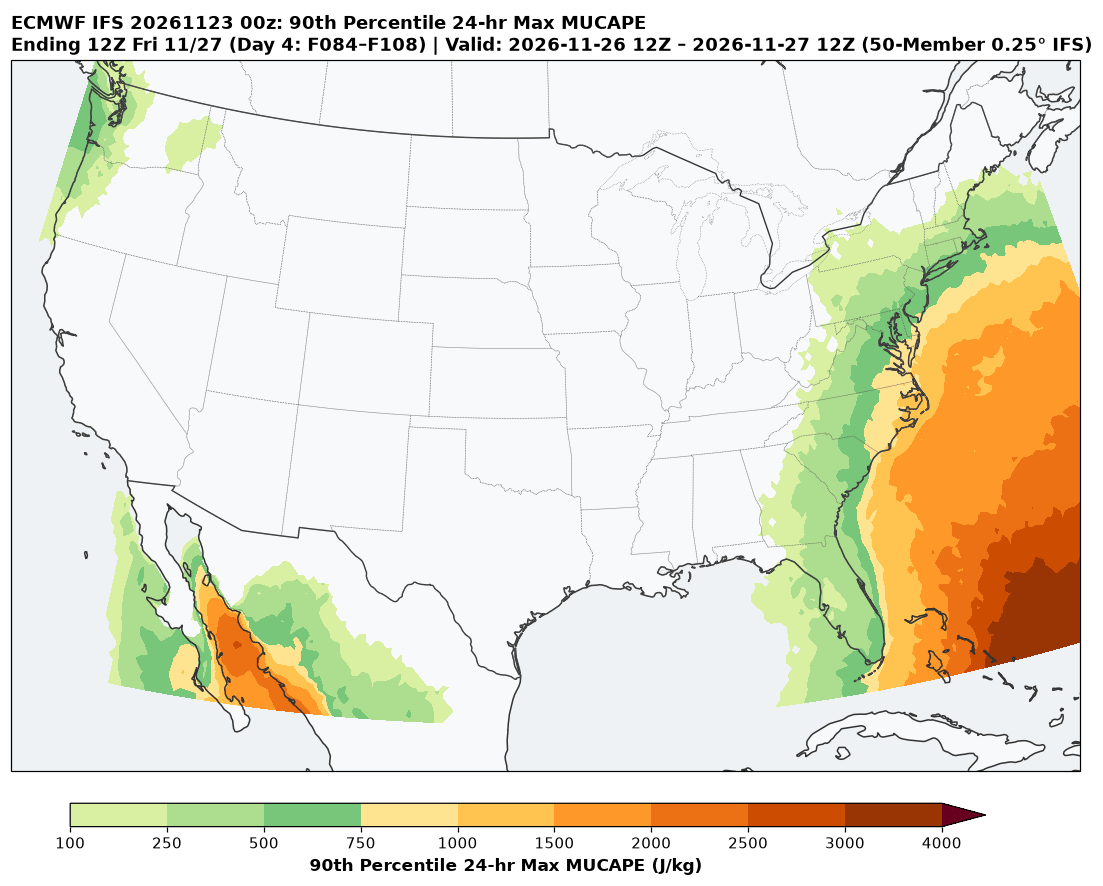 ECMWF IFS 20261123 00z: 90th Percentile 24-hr Max MUCAPE
Ending 12Z Fri 11/27 (Day 4: F084–F108) | Valid: 2026-11-26 12Z – 2026-11-27 12Z (50-Member 0.25° IFS)
100 250 500 750 1000 1500 2000 2500 3000 4000
90th Percentile 24-hr Max MUCAPE (J/kg)